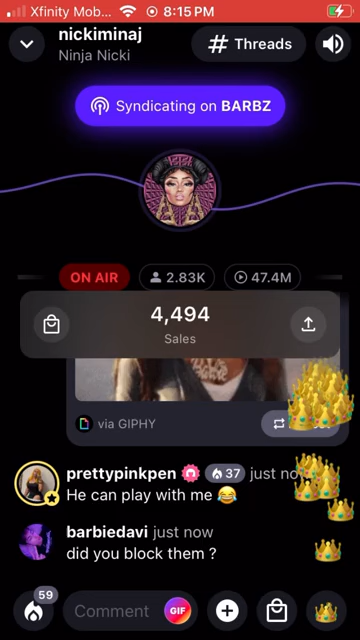 Xfinity Mob... 8:15 PM
nickiminaj
Ninja Nicki
# Threads
Syndicating on BARBZ
ON AIR 2.83K 47.4M
4,494
Sales
via GIPHY
prettypinkpen 37 just no
He can play with me 😂
barbiedavi just now
did you block them ?
59
Comment GIF